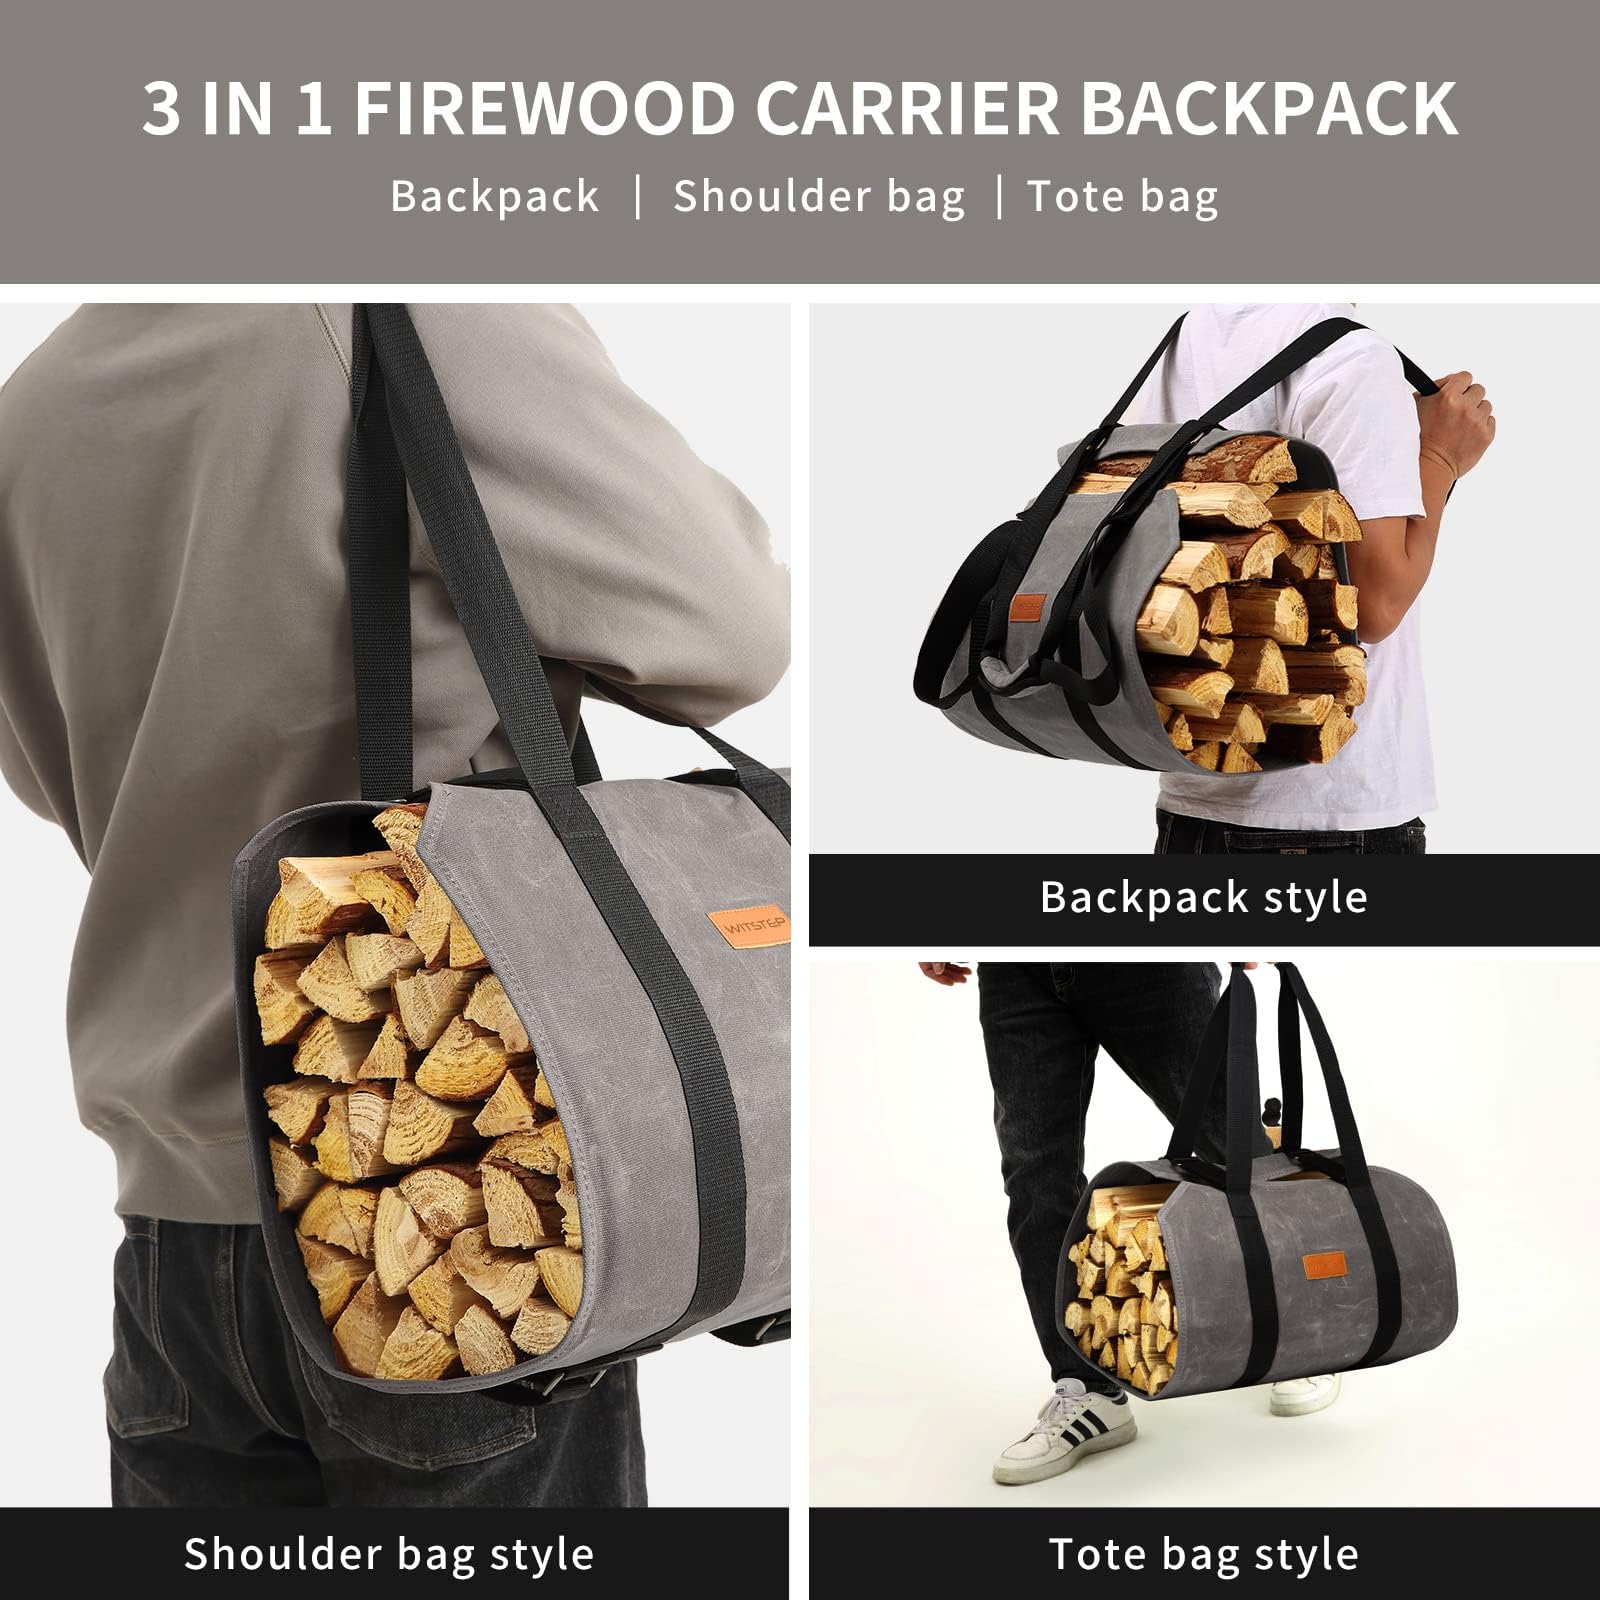 3 IN 1 FIREWOOD CARRIER BACKPACK
Backpack | Shoulder bag | Tote bag
WITSTEP
Shoulder bag style
Backpack style
Tote bag style